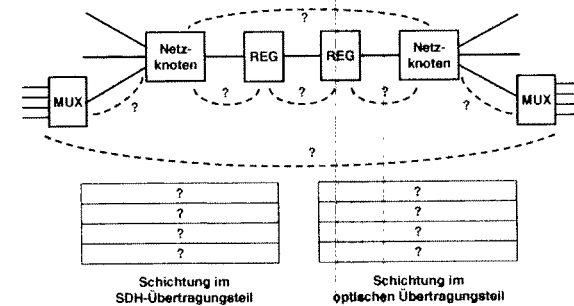 ?
Netz-
knoten
REG
REG
Netz-
knoten
MUX
?
?
?
?
?
?
MUX
?
?
?
?
?
?
?
?
?
Schichtung im
SDH-Übertragungsteil
Schichtung im
optischen Übertragungsteil